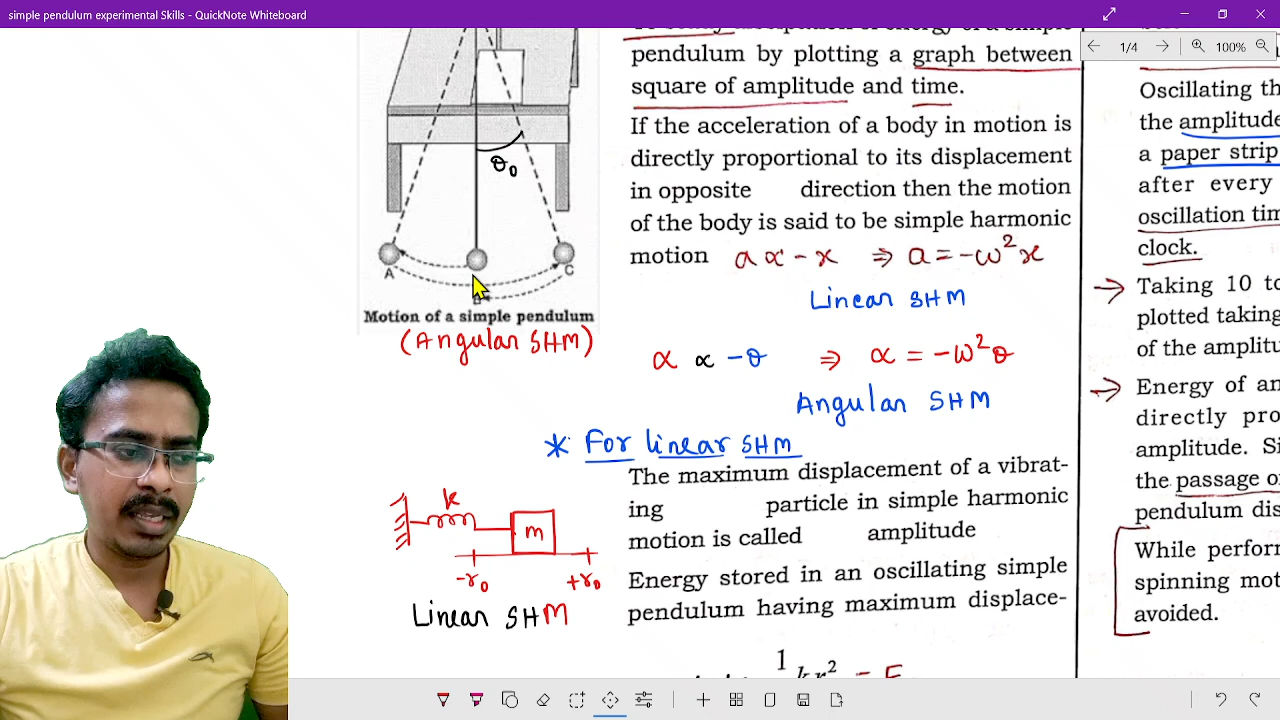 simple pendulum experimental Skills - QuickNote Whiteboard
1/4
100%
θ₀
A
C
Motion of a simple pendulum
(Angular SHM)
pendulum by plotting a graph between
square of amplitude and time.
If the acceleration of a body in motion is
directly proportional to its displacement
in opposite direction then the motion
of the body is said to be simple harmonic
motion a ∝ - x ⇒ a = -ω²x
Linear SHM
α ∝ -θ ⇒ α = -ω²θ
Angular SHM
* For linear SHM
The maximum displacement of a vibrat-
ing particle in simple harmonic
motion is called amplitude
Energy stored in an oscillating simple
pendulum having maximum displace-
k
m
-r₀ +r₀
Linear SHM
Oscillating th
the amplitude
a paper strip
after every
oscillation tim
clock.
→ Taking 10 to
plotted taking
of the amplitu
→ Energy of an
directly pro
amplitude. Si
the passage o
pendulum dis
While perform
spinning mot
avoided.